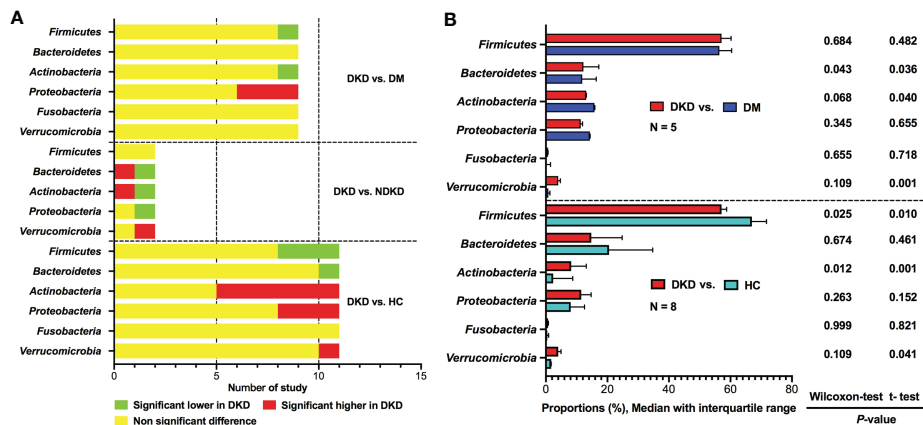 A
Firmicutes
Bacteroidetes
Actinobacteria
Proteobacteria
Fusobacteria
Verrucomicrobia
DKD vs. DM
Firmicutes
Bacteroidetes
Actinobacteria
Proteobacteria
Verrucomicrobia
DKD vs. NDKD
Firmicutes
Bacteroidetes
Actinobacteria
Proteobacteria
Fusobacteria
Verrucomicrobia
DKD vs. HC
0 5 10 15
Number of study
Significant lower in DKD Significant higher in DKD
Non significant difference
B
Firmicutes 0.684 0.482
Bacteroidetes 0.043 0.036
Actinobacteria 0.068 0.040
DKD vs. DM
Proteobacteria 0.345 0.655
N = 5
Fusobacteria 0.655 0.718
Verrucomicrobia 0.109 0.001
Firmicutes 0.025 0.010
Bacteroidetes 0.674 0.461
Actinobacteria 0.012 0.001
DKD vs. HC
Proteobacteria 0.263 0.152
N = 8
Fusobacteria 0.999 0.821
Verrucomicrobia 0.109 0.041
0 20 40 60 80
Proportions (%), Median with interquartile range
Wilcoxon-test t- test
P-value